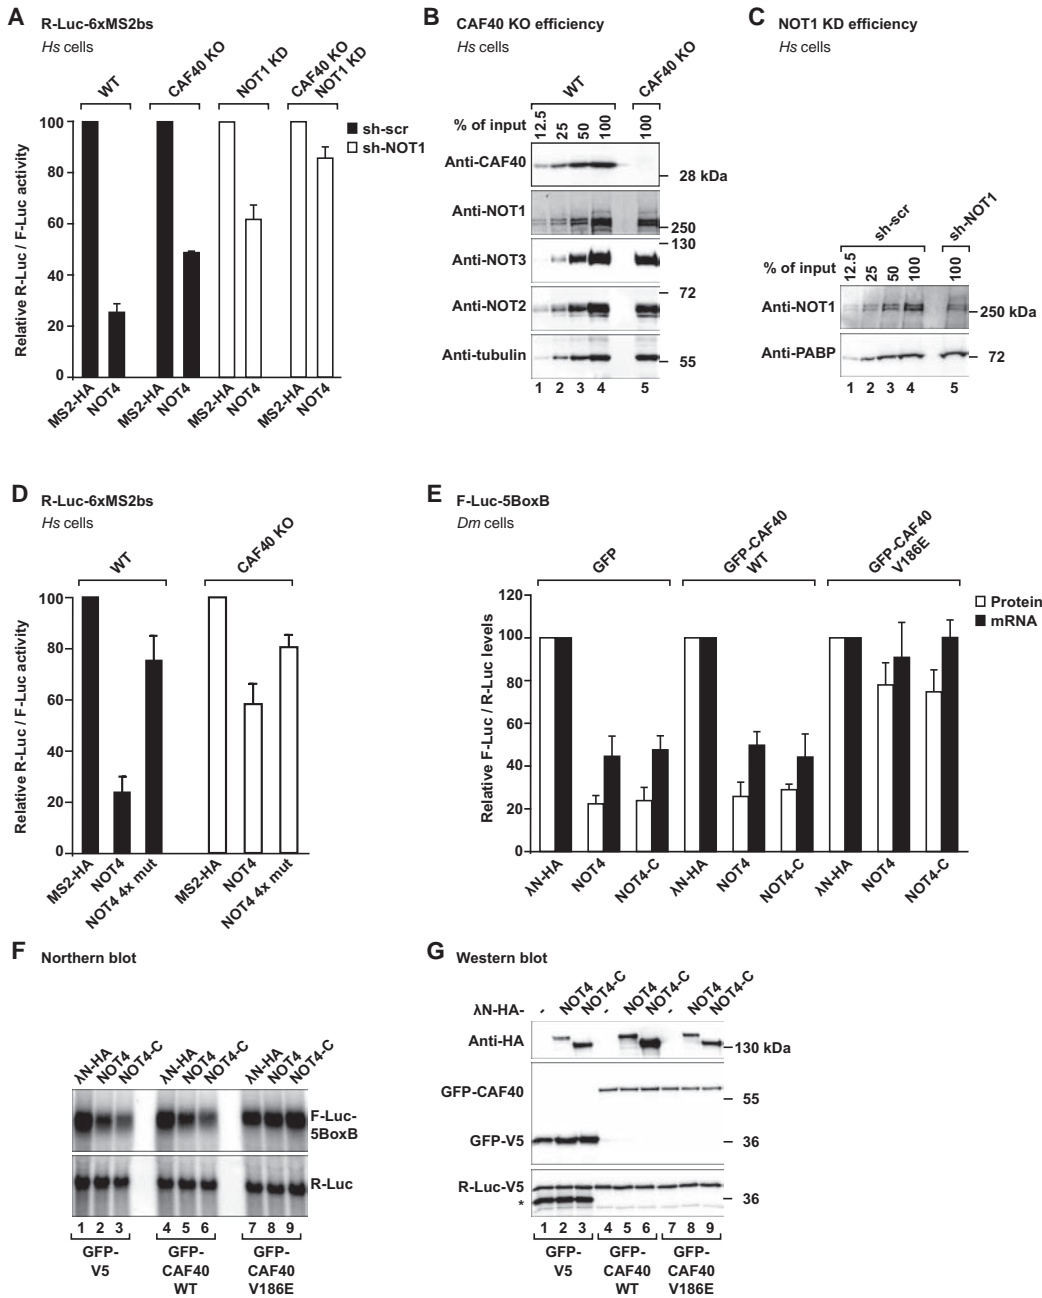 A R-Luc-6xMS2bs
Hs cells
WT
CAF40 KO
NOT1 KD
CAF40 KO
NOT1 KD
sh-scr
sh-NOT1
Relative R-Luc / F-Luc activity
100
80
60
40
20
0
MS2-HA
NOT4
MS2-HA
NOT4
MS2-HA
NOT4
MS2-HA
NOT4
B CAF40 KO efficiency
Hs cells
WT
CAF40 KO
% of input
12.5 25 50 100 100
Anti-CAF40
28 kDa
Anti-NOT1
250
130
Anti-NOT3
72
Anti-NOT2
Anti-tubulin
55
1 2 3 4 5
C NOT1 KD efficiency
Hs cells
sh-scr
sh-NOT1
% of input
12.5 25 50 100 100
Anti-NOT1
250 kDa
Anti-PABP
72
1 2 3 4 5
D R-Luc-6xMS2bs
Hs cells
WT
CAF40 KO
Relative R-Luc / F-Luc activity
100
80
60
40
20
0
MS2-HA
NOT4
NOT4 4x mut
MS2-HA
NOT4
NOT4 4x mut
E F-Luc-5BoxB
Dm cells
GFP
GFP-CAF40
WT
GFP-CAF40
V186E
Protein
mRNA
Relative F-Luc / R-Luc levels
120
100
80
60
40
20
0
λN-HA
NOT4
NOT4-C
λN-HA
NOT4
NOT4-C
λN-HA
NOT4
NOT4-C
F Northern blot
λN-HA
NOT4
NOT4-C
λN-HA
NOT4
NOT4-C
λN-HA
NOT4
NOT4-C
F-Luc-
5BoxB
R-Luc
1 2 3 4 5 6 7 8 9
GFP-
V5
GFP-
CAF40
WT
GFP-
CAF40
V186E
G Western blot
λN-HA-
-
NOT4
NOT4-C
-
NOT4
NOT4-C
-
NOT4
NOT4-C
Anti-HA
130 kDa
GFP-CAF40
55
GFP-V5
36
R-Luc-V5
*
36
1 2 3 4 5 6 7 8 9
GFP-
V5
GFP-
CAF40
WT
GFP-
CAF40
V186E